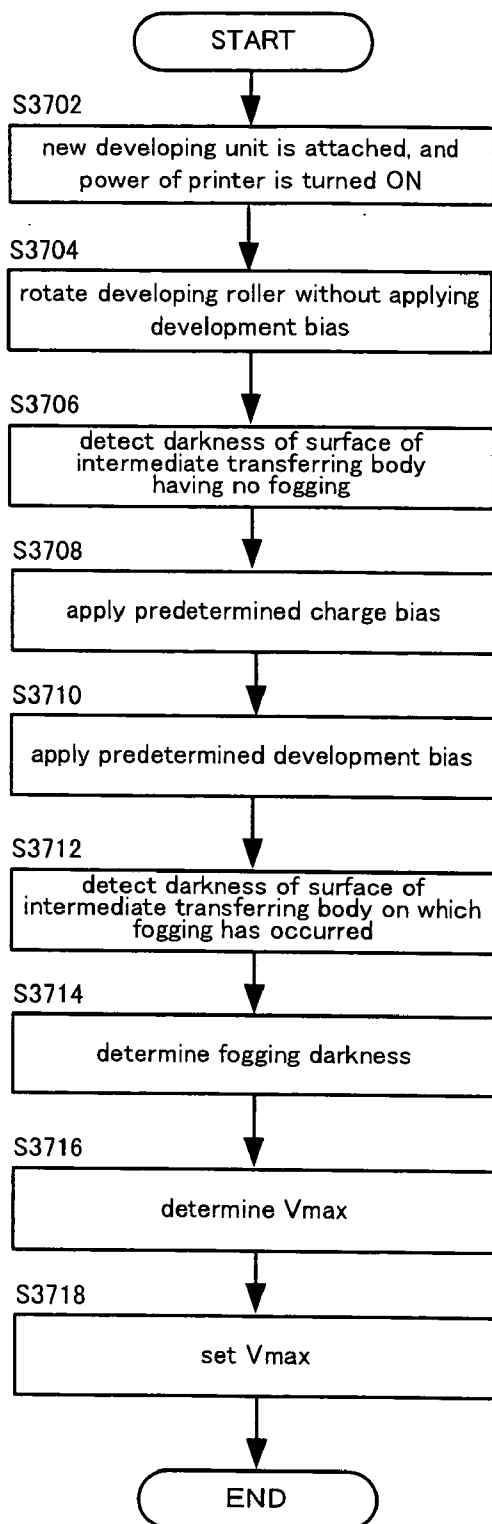 START
S3702
new developing unit is attached, and
power of printer is turned ON
S3704
rotate developing roller without applying
development bias
S3706
detect darkness of surface of
intermediate transferring body
having no fogging
S3708
apply predetermined charge bias
S3710
apply predetermined development bias
S3712
detect darkness of surface of
intermediate transferring body on which
fogging has occurred
S3714
determine fogging darkness
S3716
determine Vmax
S3718
set Vmax
END